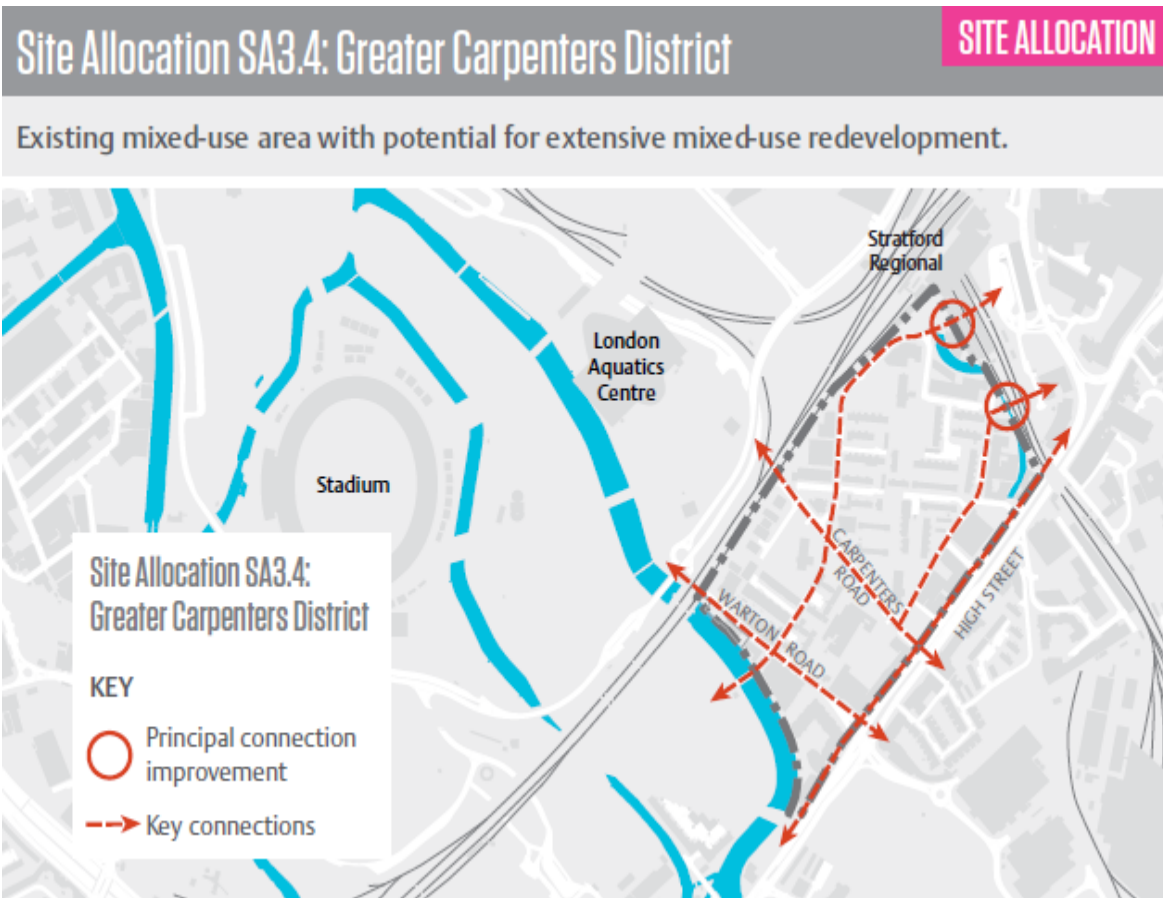 Site Allocation SA3.4: Greater Carpenters District
SITE ALLOCATION
Existing mixed-use area with potential for extensive mixed-use redevelopment.
Stratford
Regional
London
Aquatics
Centre
Stadium
CARPENTERS
ROAD
HIGH STREET
WARTON ROAD
Site Allocation SA3.4:
Greater Carpenters District
KEY
Principal connection
improvement
Key connections